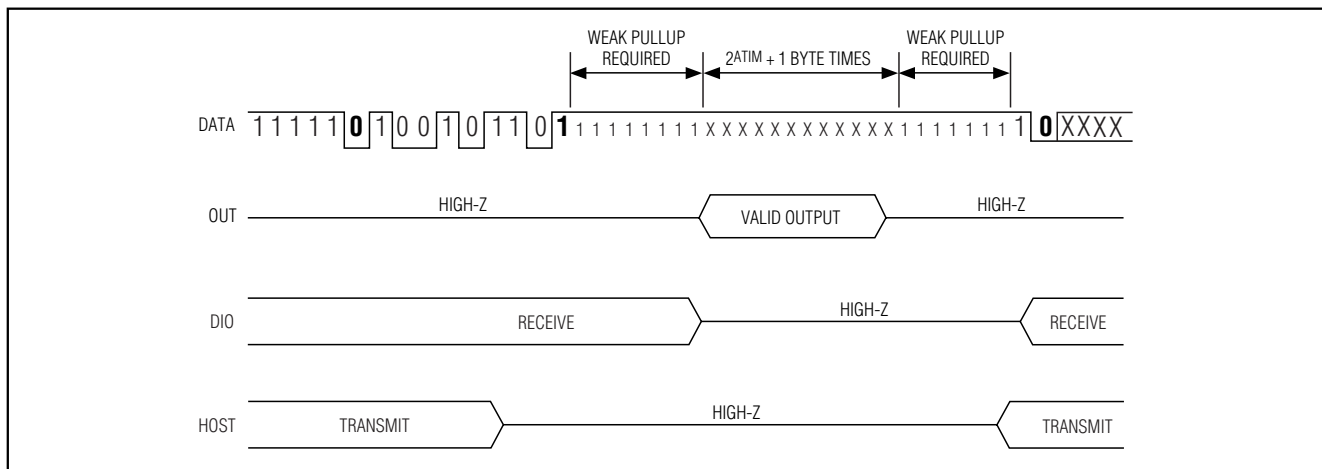 WEAK PULLUP
REQUIRED
2ATIM + 1 BYTE TIMES
WEAK PULLUP
REQUIRED
DATA 1 1 1 1 1 0 1 0 0 1 0 1 1 0 1 1 1 1 1 1 1 1 X X X X X X X X X X X X 1 1 1 1 1 1 1 0 XXXX
OUT HIGH-Z VALID OUTPUT HIGH-Z
DIO RECEIVE HIGH-Z RECEIVE
HOST TRANSMIT HIGH-Z TRANSMIT